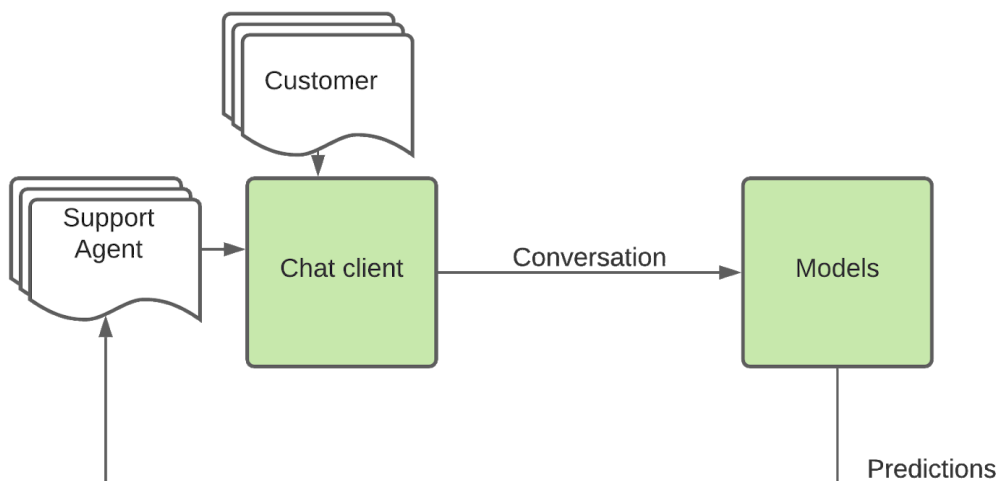 Customer
Support
Agent
Chat client
Conversation
Models
Predictions